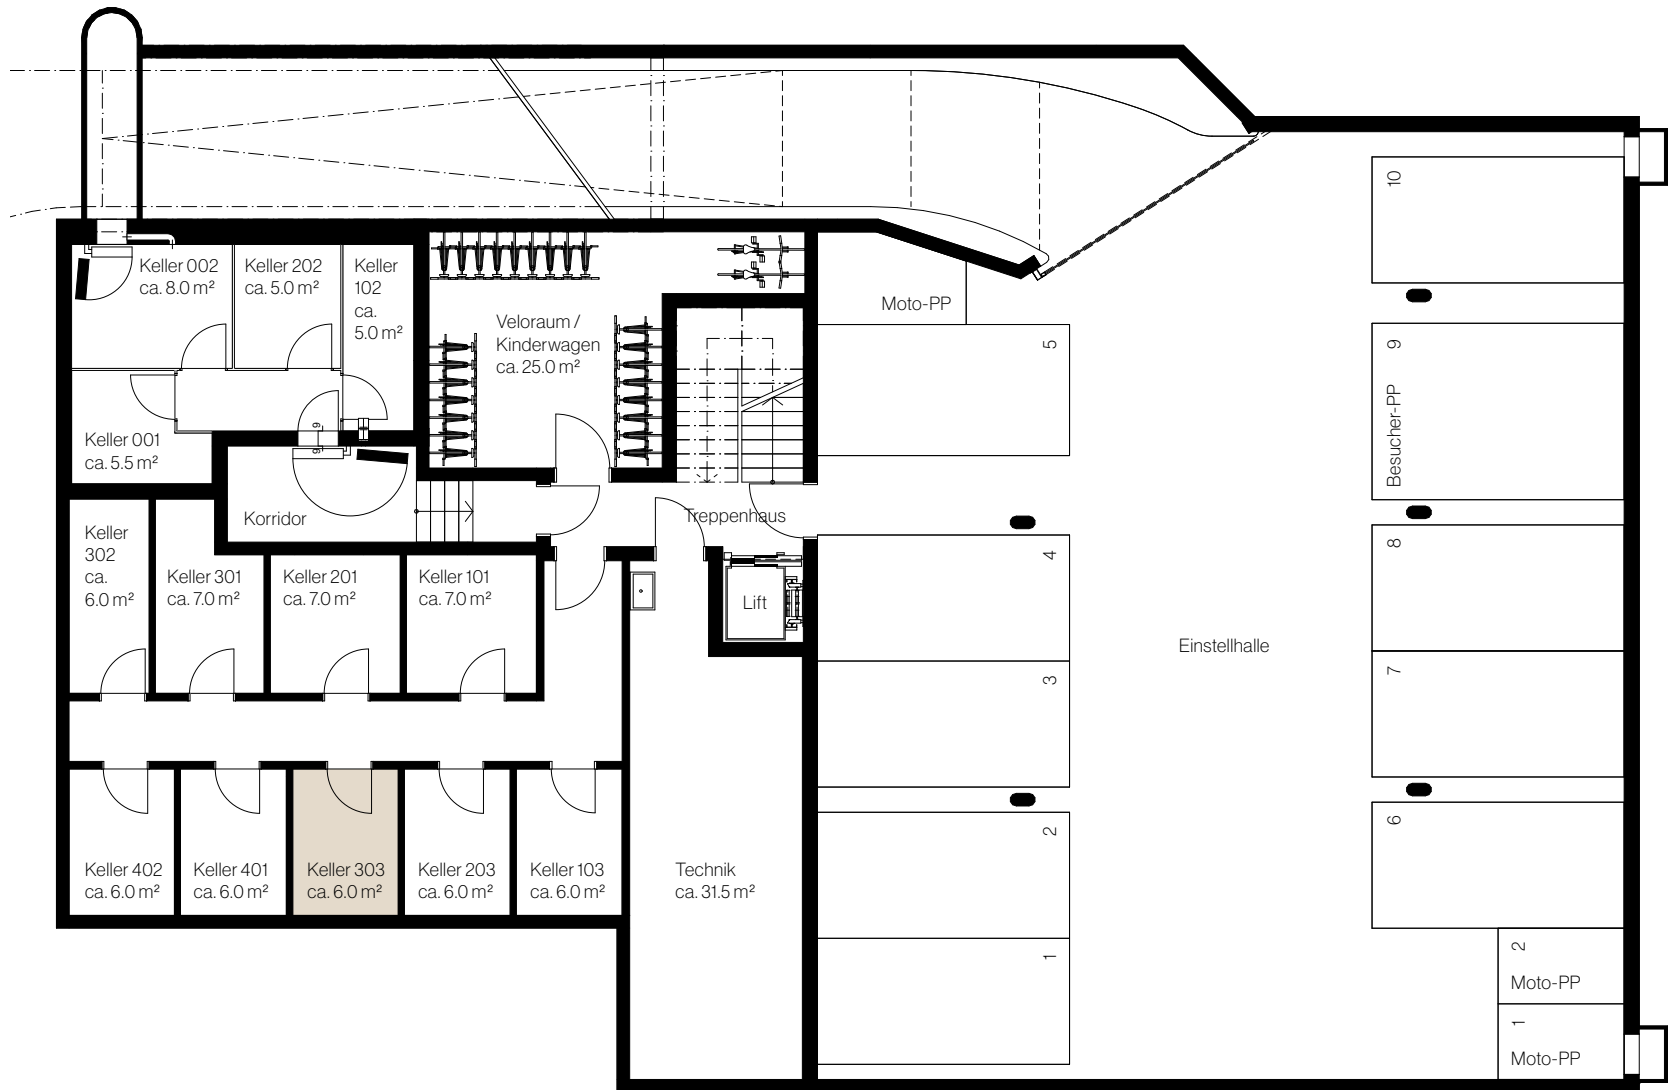 10
Keller 002
ca. 8.0 m²
Keller 202
ca. 5.0 m²
Keller
102
ca.
5.0 m²
Moto-PP
Veloraum /
Kinderwagen
ca. 25.0 m²
5
9
Besucher-PP
Keller 001
ca. 5.5 m²
9
9
Korridor
Treppenhaus
Keller
302
ca.
6.0 m²
Keller 301
ca. 7.0 m²
Keller 201
ca. 7.0 m²
Keller 101
ca. 7.0 m²
Lift
4
8
Einstellhalle
3
7
Keller 402
ca. 6.0 m²
Keller 401
ca. 6.0 m²
Keller 303
ca. 6.0 m²
Keller 203
ca. 6.0 m²
Keller 103
ca. 6.0 m²
Technik
ca. 31.5 m²
2
6
1
2
Moto-PP
1
Moto-PP